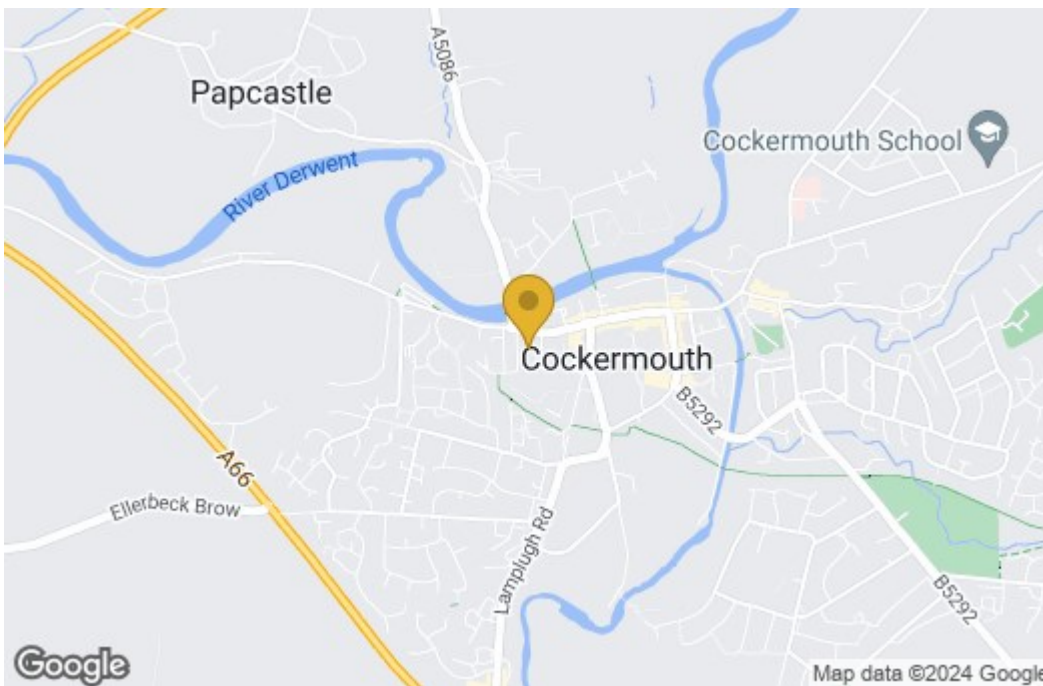 A5086
Papcastle
Cockermouth School
River Derwent
Cockermouth
B5292
A66
Ellerbeck Brow
Lamplugh Rd
B5292
Google
Map data ©2024 Google